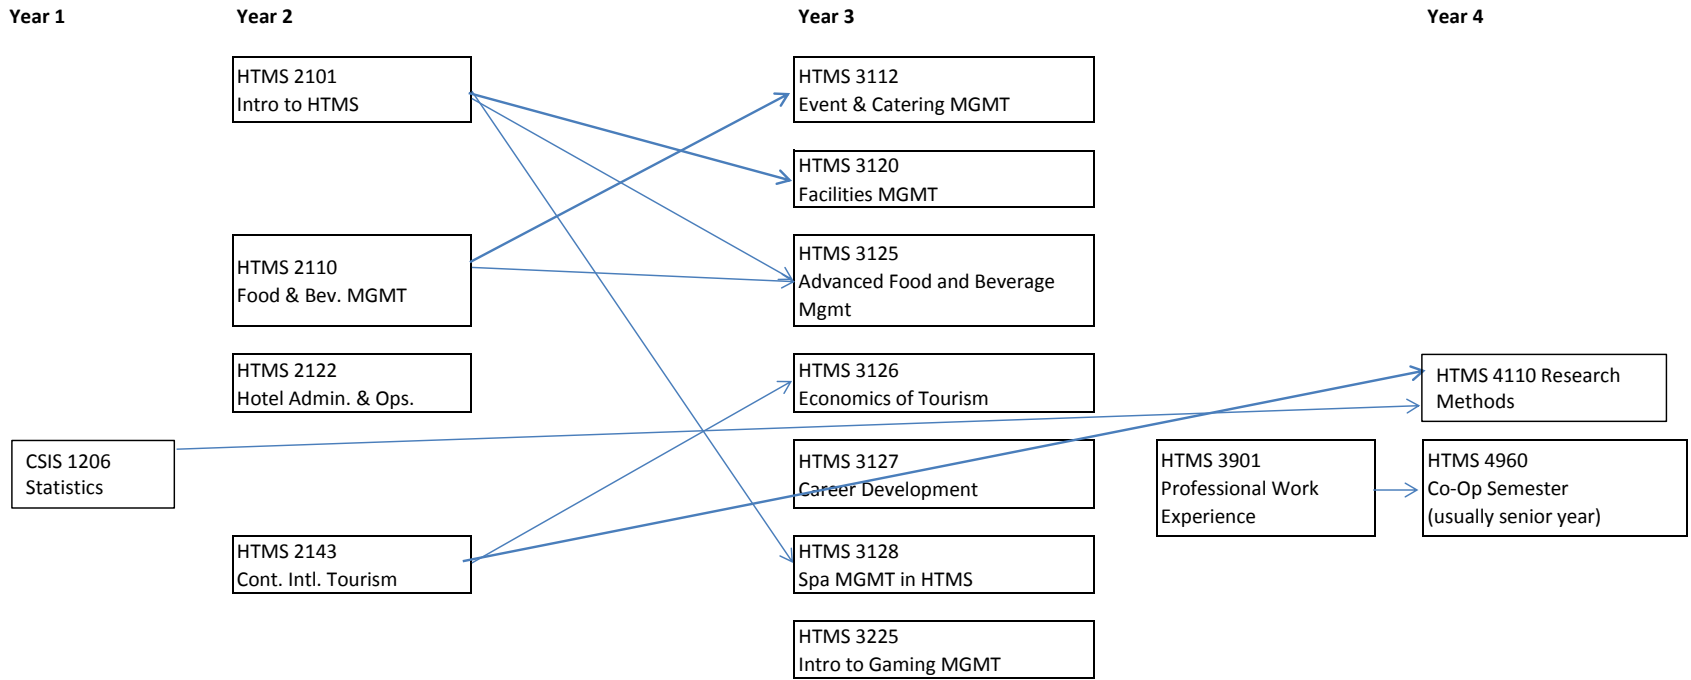 Year 1
Year 2
Year 3
Year 4
HTMS 2101
Intro to HTMS
HTMS 3112
Event & Catering MGMT
HTMS 3120
Facilities MGMT
HTMS 2110
Food & Bev. MGMT
HTMS 3125
Advanced Food and Beverage
Mgmt
HTMS 2122
Hotel Admin. & Ops.
HTMS 3126
Economics of Tourism
HTMS 4110 Research
Methods
CSIS 1206
Statistics
HTMS 3127
Career Development
HTMS 3901
Professional Work
Experience
HTMS 4960
Co-Op Semester
(usually senior year)
HTMS 2143
Cont. Intl. Tourism
HTMS 3128
Spa MGMT in HTMS
HTMS 3225
Intro to Gaming MGMT